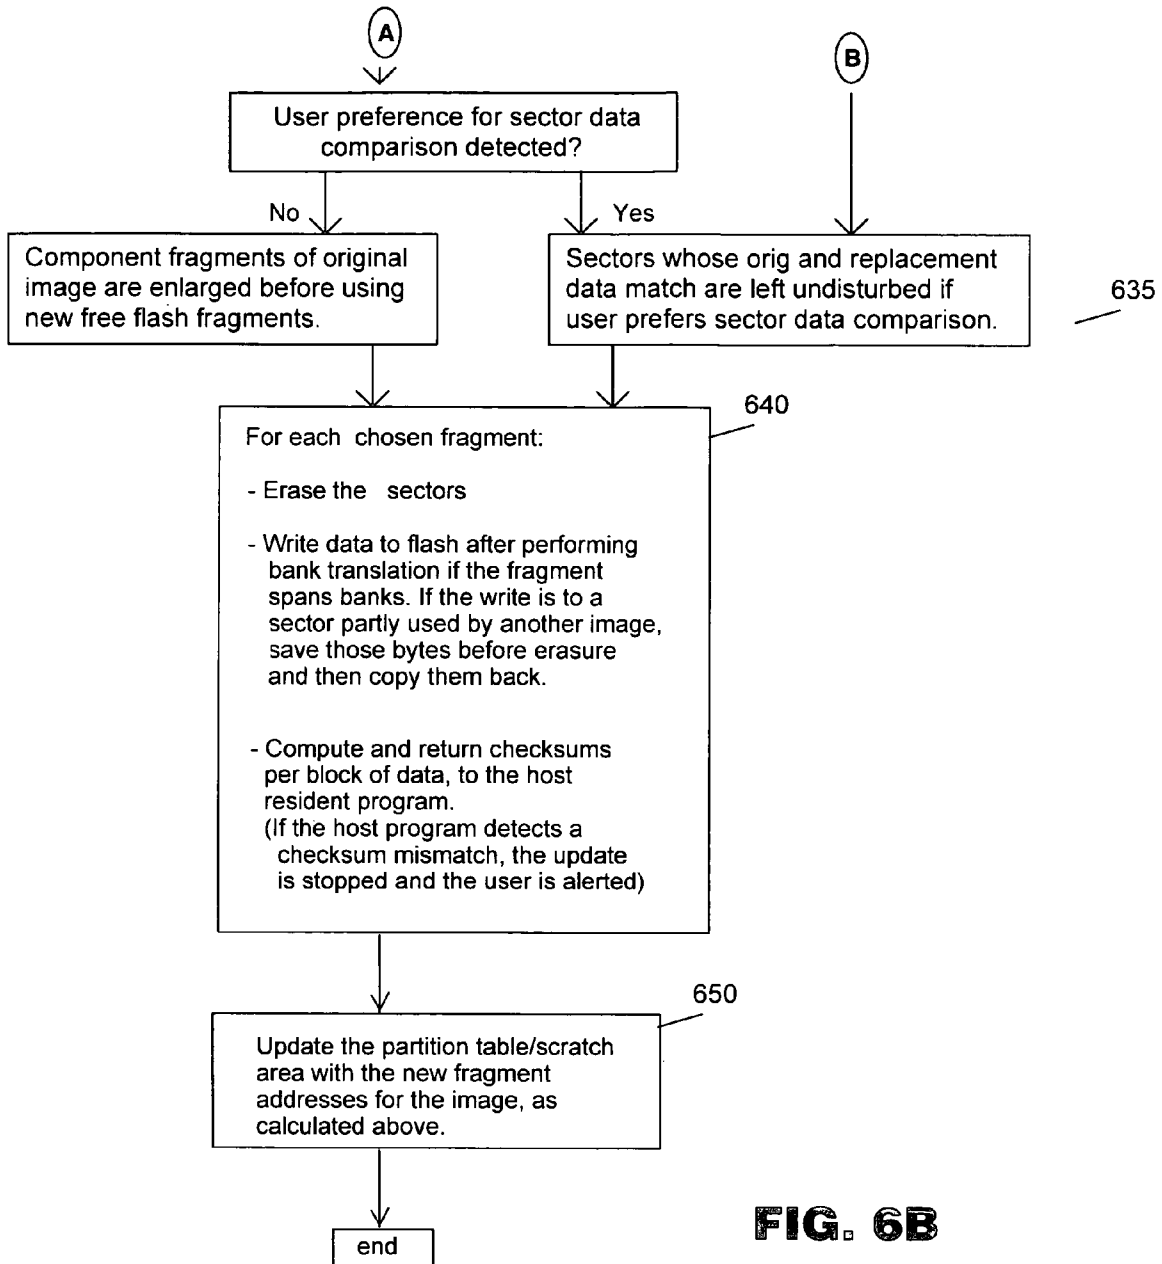 A
B
User preference for sector data
comparison detected?
No
Yes
Component fragments of original
image are enlarged before using
new free flash fragments.
Sectors whose orig and replacement
data match are left undisturbed if
user prefers sector data comparison.
635
640
For each chosen fragment:
- Erase the sectors
- Write data to flash after performing
bank translation if the fragment
spans banks. If the write is to a
sector partly used by another image,
save those bytes before erasure
and then copy them back.
- Compute and return checksums
per block of data, to the host
resident program.
(If the host program detects a
checksum mismatch, the update
is stopped and the user is alerted)
650
Update the partition table/scratch
area with the new fragment
addresses for the image, as
calculated above.
end
FIG. 6B